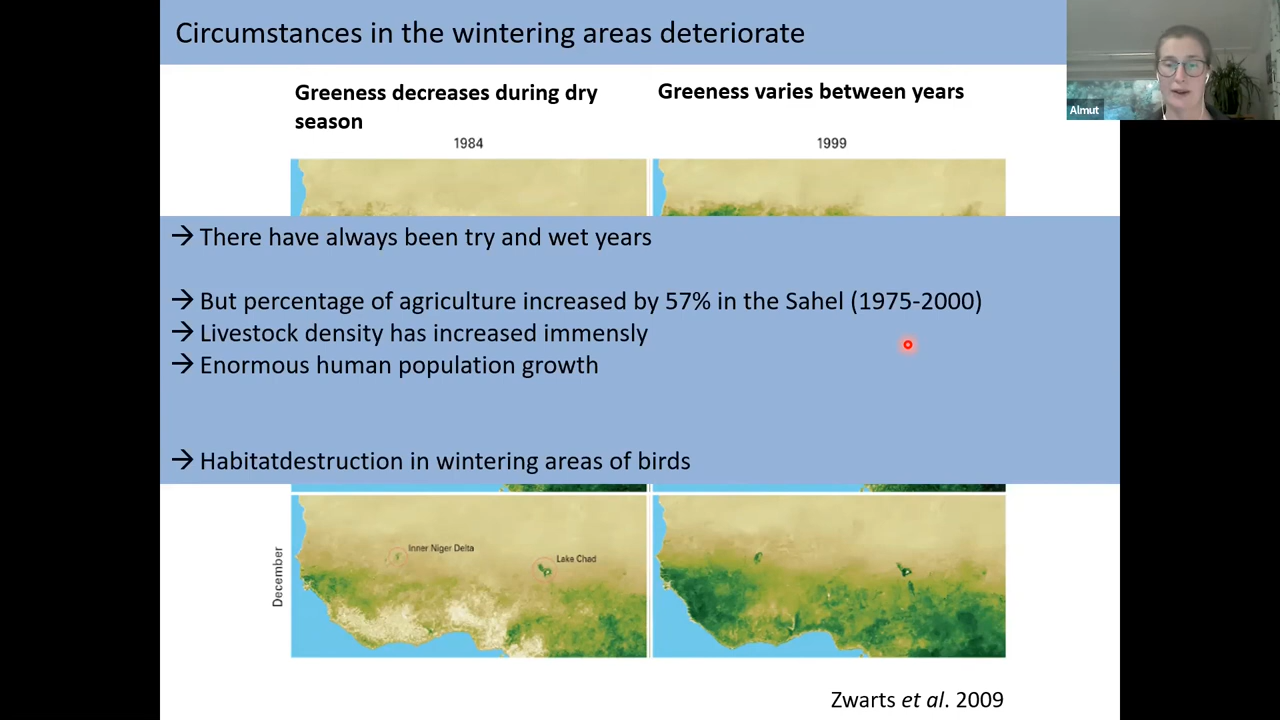 Circumstances in the wintering areas deteriorate
Almut
Greeness decreases during dry
season
Greeness varies between years
1984
1999
→ There have always been try and wet years
→ But percentage of agriculture increased by 57% in the Sahel (1975-2000)
→ Livestock density has increased immensly
→ Enormous human population growth
→ Habitatdestruction in wintering areas of birds
December
Inner Niger Delta
Lake Chad
Zwarts et al. 2009